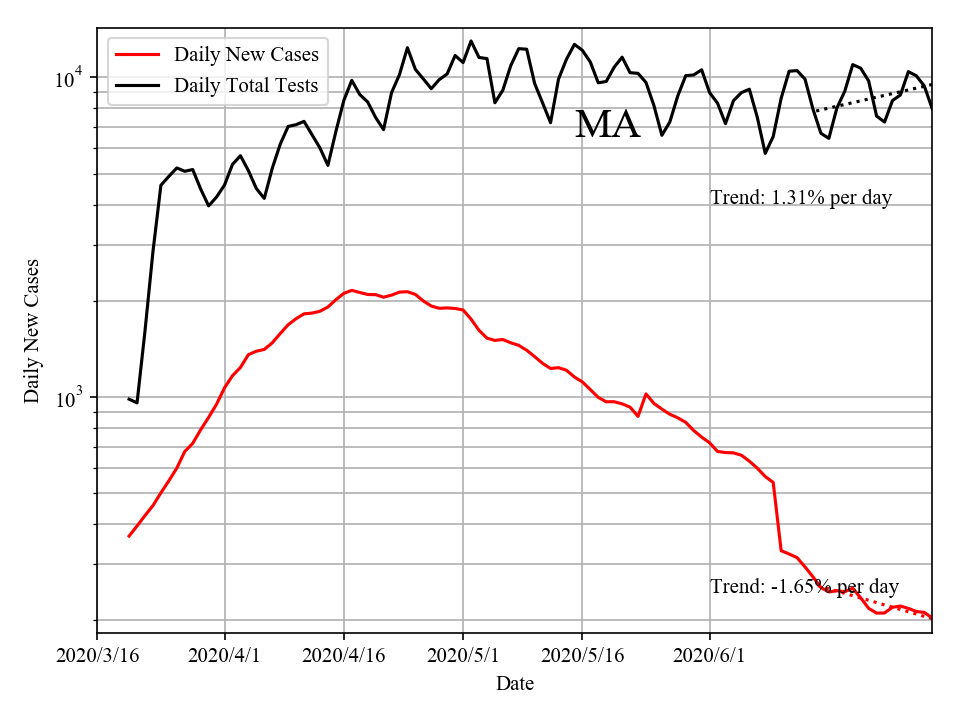 Daily New Cases
Daily Total Tests
10⁴
MA
Trend: 1.31% per day
Daily New Cases
10³
Trend: -1.65% per day
2020/3/16 2020/4/1 2020/4/16 2020/5/1 2020/5/16 2020/6/1
Date